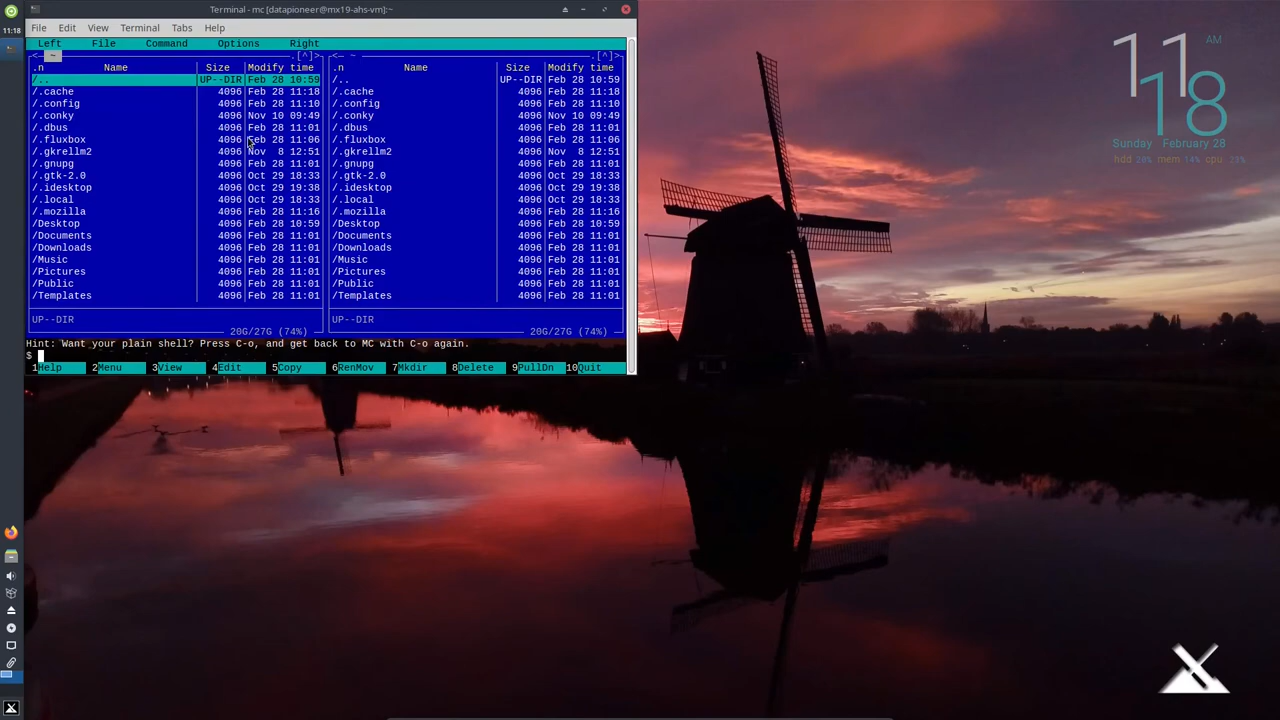 Terminal - mc [datapioneer@mx19-ahs-vm]:~
11:18
File Edit View Terminal Tabs Help
Left File Command Options Right
<─ ~ .[^]> <─ ~ .[^]>
.n Name Size Modify time .n Name Size Modify time
/.. UP--DIR Feb 28 10:59 /.. UP--DIR Feb 28 10:59
/.cache 4096 Feb 28 11:18 /.cache 4096 Feb 28 11:18
/.config 4096 Feb 28 11:10 /.config 4096 Feb 28 11:10
/.conky 4096 Nov 10 09:49 /.conky 4096 Nov 10 09:49
/.dbus 4096 Feb 28 11:01 /.dbus 4096 Feb 28 11:01
/.fluxbox 4096 Feb 28 11:06 /.fluxbox 4096 Feb 28 11:06
/.gkrellm2 4096 Nov 8 12:51 /.gkrellm2 4096 Nov 8 12:51
/.gnupg 4096 Feb 28 11:01 /.gnupg 4096 Feb 28 11:01
/.gtk-2.0 4096 Oct 29 18:33 /.gtk-2.0 4096 Oct 29 18:33
/.idesktop 4096 Oct 29 19:38 /.idesktop 4096 Oct 29 19:38
/.local 4096 Oct 29 18:33 /.local 4096 Oct 29 18:33
/.mozilla 4096 Feb 28 11:16 /.mozilla 4096 Feb 28 11:16
/Desktop 4096 Feb 28 10:59 /Desktop 4096 Feb 28 10:59
/Documents 4096 Feb 28 11:01 /Documents 4096 Feb 28 11:01
/Downloads 4096 Feb 28 11:01 /Downloads 4096 Feb 28 11:01
/Music 4096 Feb 28 11:01 /Music 4096 Feb 28 11:01
/Pictures 4096 Feb 28 11:01 /Pictures 4096 Feb 28 11:01
/Public 4096 Feb 28 11:01 /Public 4096 Feb 28 11:01
/Templates 4096 Feb 28 11:01 /Templates 4096 Feb 28 11:01
UP--DIR UP--DIR
20G/27G (74%) 20G/27G (74%)
Hint: Want your plain shell? Press C-o, and get back to MC with C-o again.
$
1Help 2Menu 3View 4Edit 5Copy 6RenMov 7Mkdir 8Delete 9PullDn 10Quit
11 AM
18
Sunday February 28
hdd 28% mem 14% cpu 23%